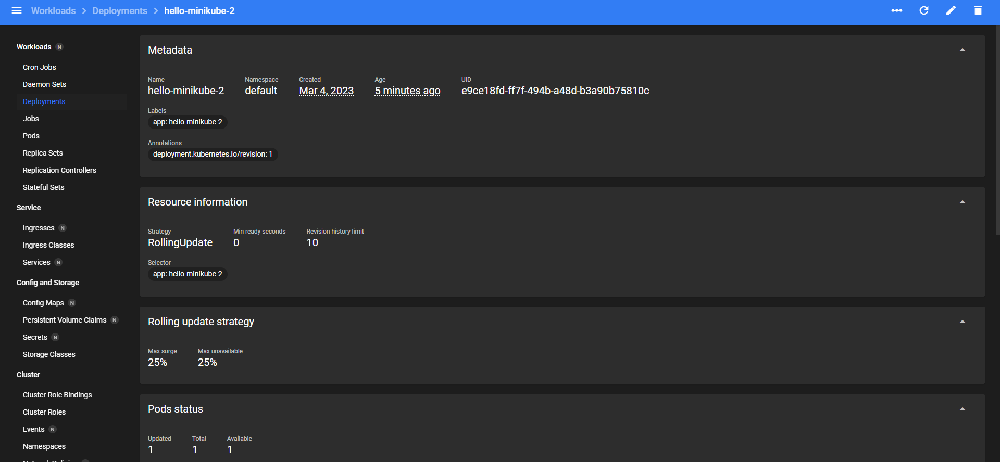 Workloads > Deployments > hello-minikube-2
Workloads N
Cron Jobs
Daemon Sets
Deployments
Jobs
Pods
Replica Sets
Replication Controllers
Stateful Sets
Service
Ingresses N
Ingress Classes
Services N
Config and Storage
Config Maps N
Persistent Volume Claims N
Secrets N
Storage Classes
Cluster
Cluster Role Bindings
Cluster Roles
Events N
Namespaces
Metadata
Name Namespace Created Age UID
hello-minikube-2 default Mar 4, 2023 5 minutes ago e9ce18fd-ff7f-494b-a48d-b3a90b75810c
Labels
app: hello-minikube-2
Annotations
deployment.kubernetes.io/revision: 1
Resource information
Strategy Min ready seconds Revision history limit
RollingUpdate 0 10
Selector
app: hello-minikube-2
Rolling update strategy
Max surge Max unavailable
25% 25%
Pods status
Updated Total Available
1 1 1